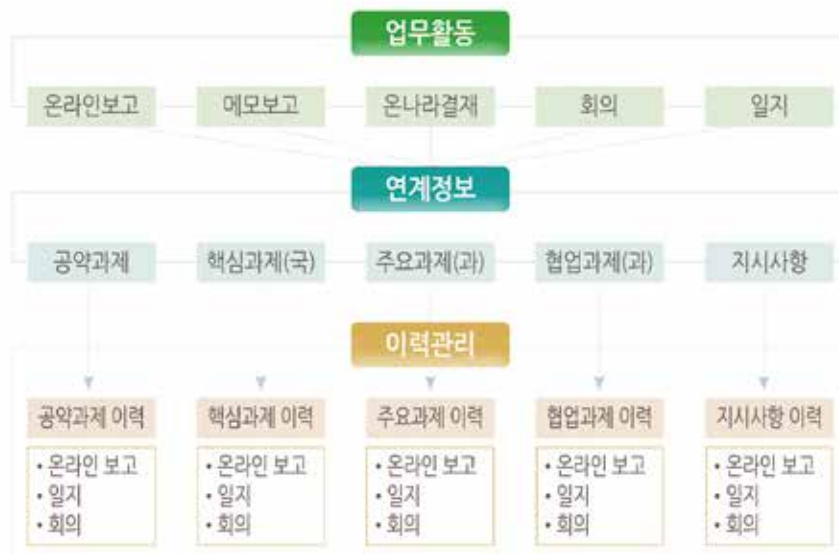 업무활동
온라인보고 메모보고 온나라결재 회의 일지
연계정보
공약과제 핵심과제(국) 주요과제(과) 협업과제(과) 지시사항
이력관리
공약과제 이력 핵심과제 이력 주요과제 이력 협업과제 이력 지시사항 이력
• 온라인 보고 • 온라인 보고 • 온라인 보고 • 온라인 보고 • 온라인 보고
• 일지 • 일지 • 일지 • 일지 • 일지
• 회의 • 회의 • 회의 • 회의 • 회의